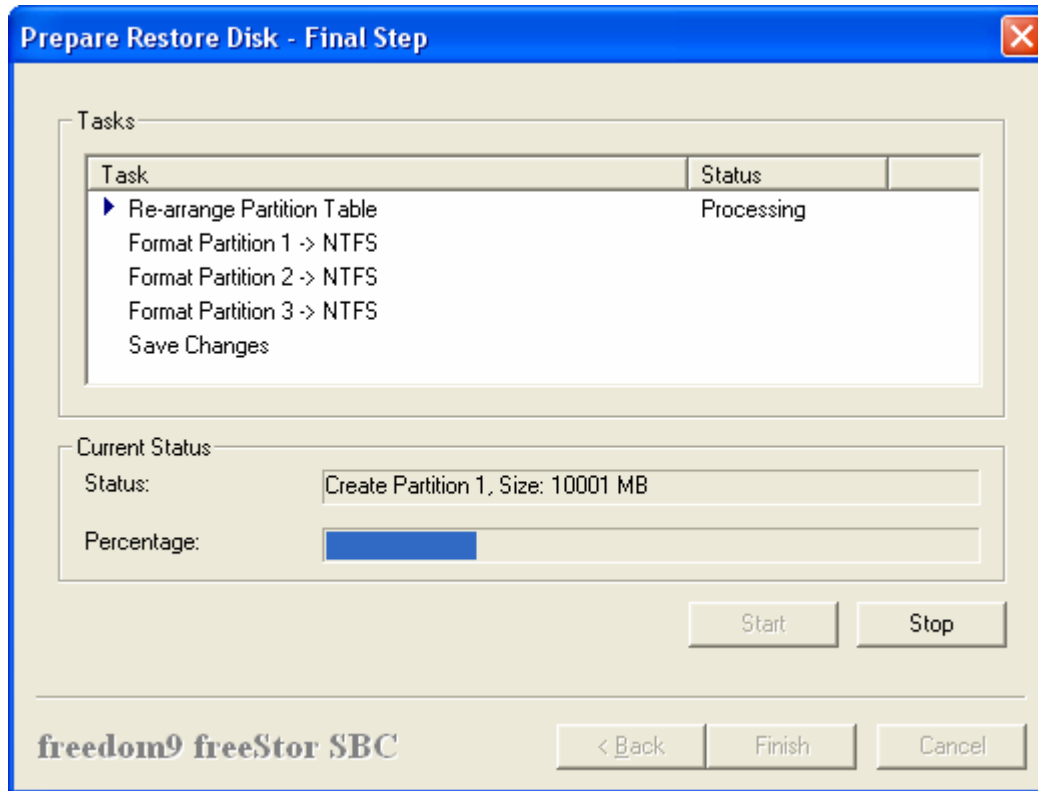 Prepare Restore Disk - Final Step
Tasks
Task Status
Re-arrange Partition Table Processing
Format Partition 1 -> NTFS
Format Partition 2 -> NTFS
Format Partition 3 -> NTFS
Save Changes
Current Status
Status: Create Partition 1, Size: 10001 MB
Percentage:
Start Stop
freedom9 freeStor SBC < Back Finish Cancel